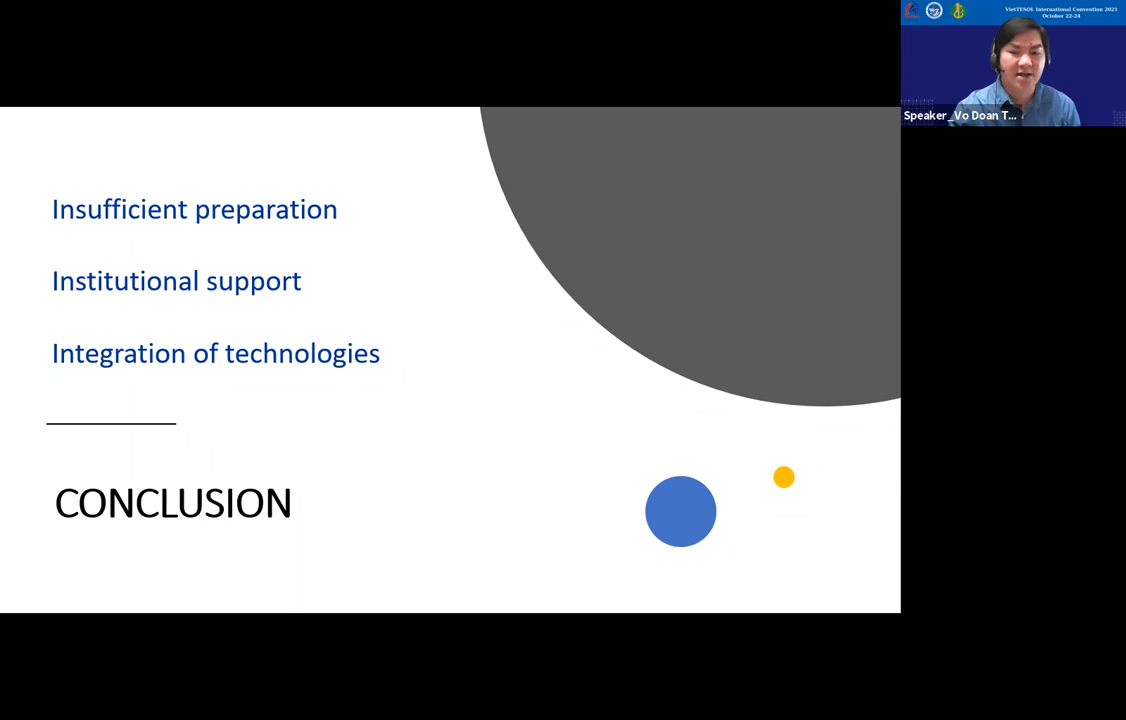 Insufficient preparation
Institutional support
Integration of technologies
CONCLUSION
VietTESOL International Convention 2021
October 22-24
Speaker_Vo Doan T...